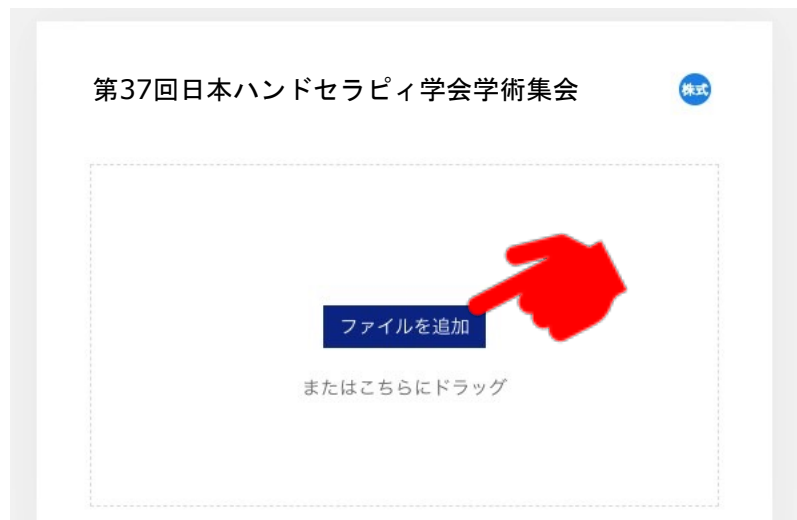 第37回日本ハンドセラピィ学会学術集会
株式
ファイルを追加
またはこちらにドラッグ